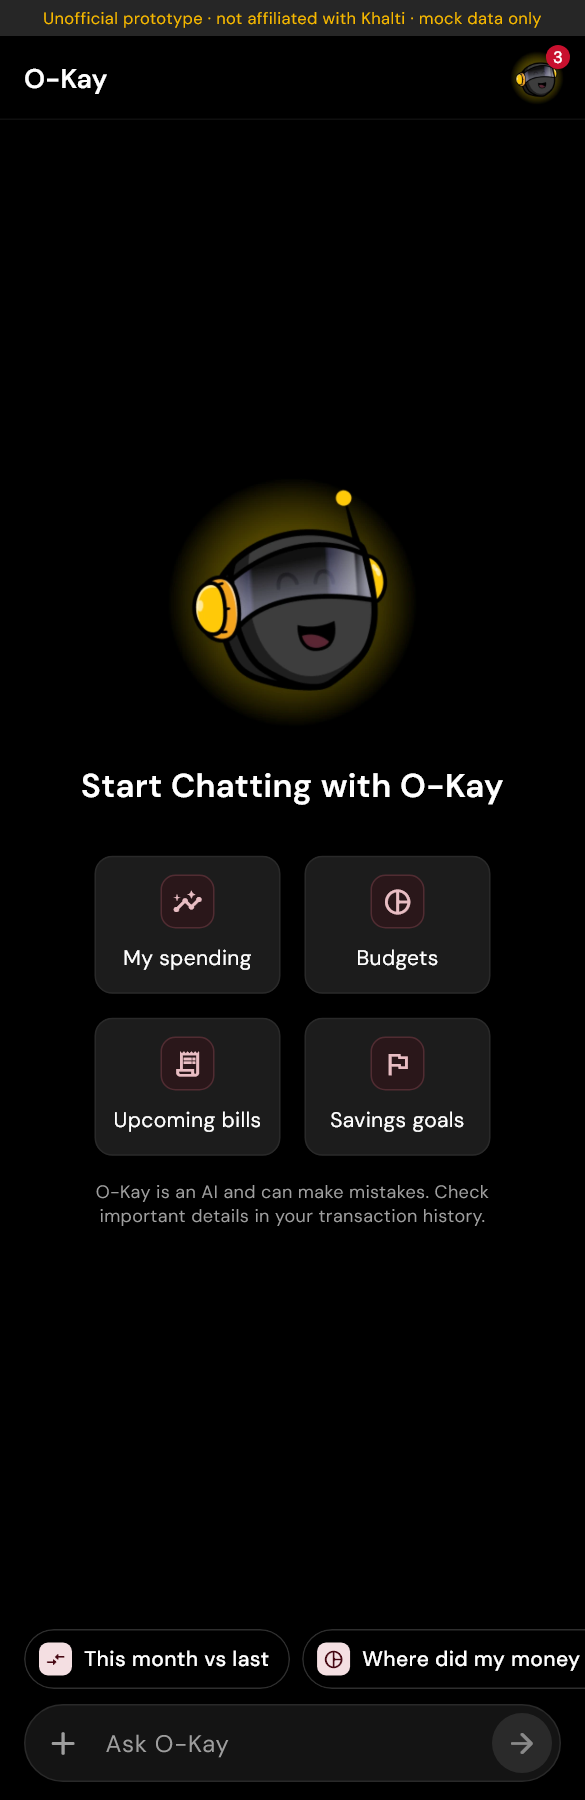 Unofficial prototype · not affiliated with Khalti · mock data only
O-Kay
3
Start Chatting with O-Kay
My spending
Budgets
Upcoming bills
Savings goals
O-Kay is an AI and can make mistakes. Check
important details in your transaction history.
This month vs last
Where did my money
Ask O-Kay